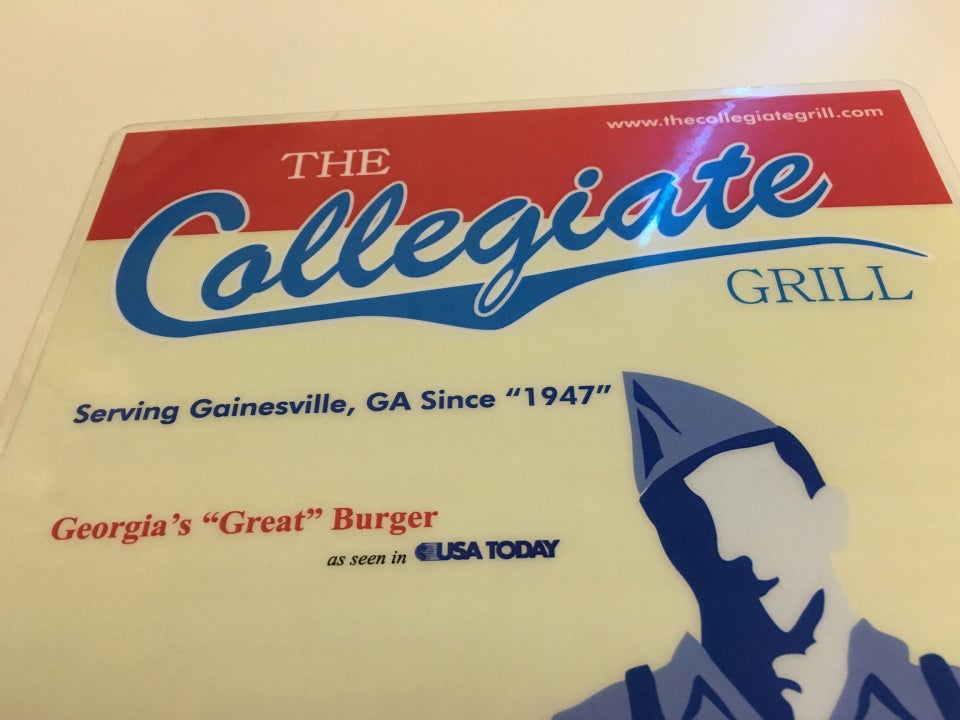 www.thecollegiategrill.com
THE
Collegiate
GRILL
Serving Gainesville, GA Since “1947”
Georgia’s “Great” Burger
as seen in USA TODAY